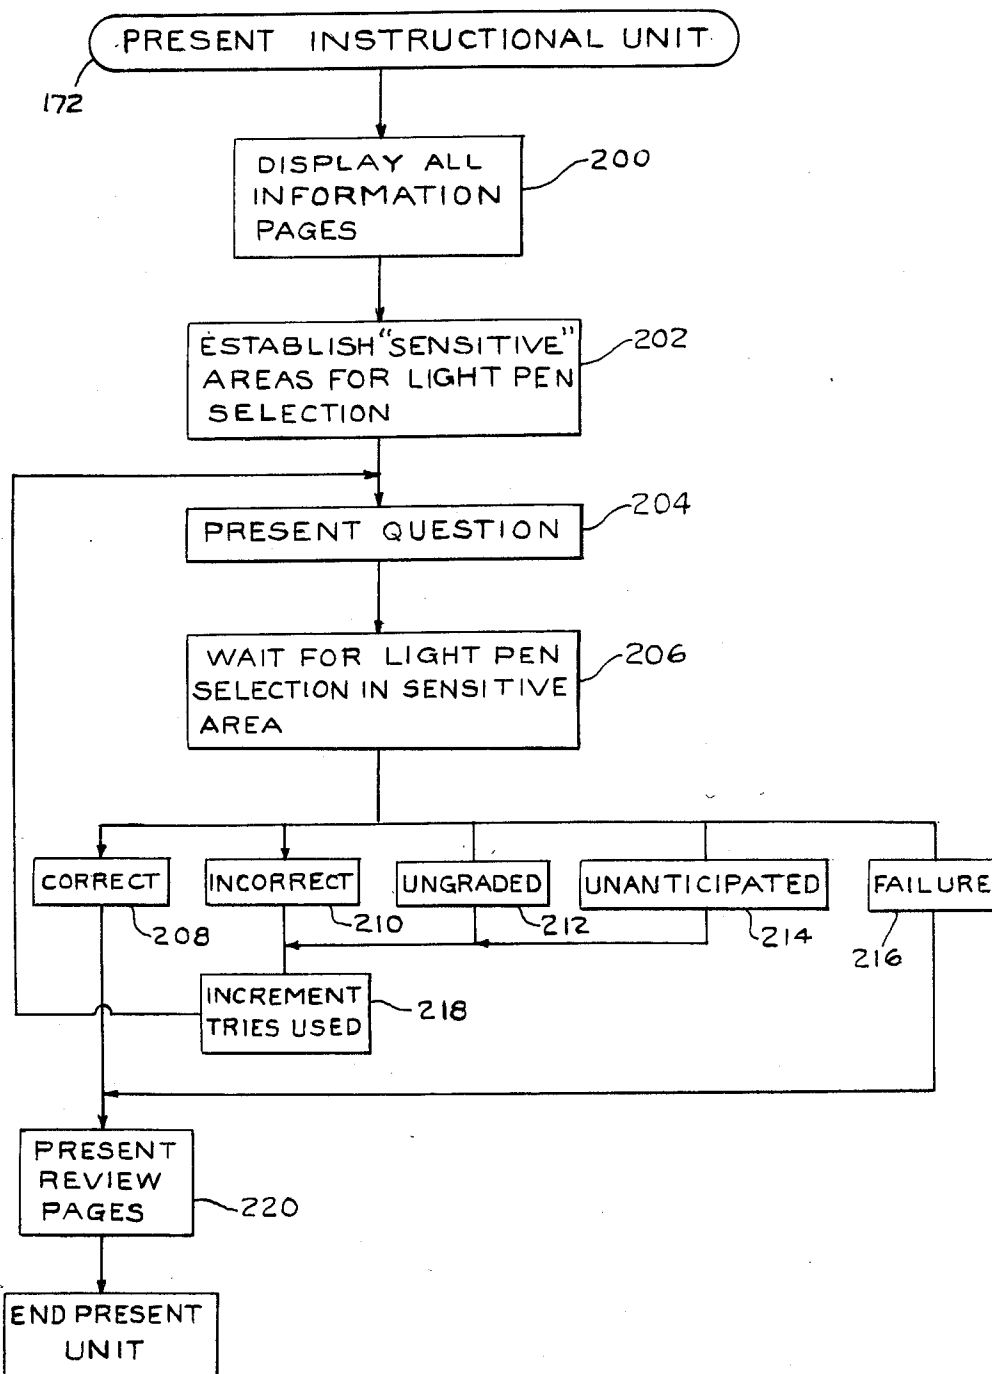 PRESENT INSTRUCTIONAL UNIT
172
DISPLAY ALL
INFORMATION
PAGES
200
ESTABLISH "SENSITIVE"
AREAS FOR LIGHT PEN
SELECTION
202
PRESENT QUESTION
204
WAIT FOR LIGHT PEN
SELECTION IN SENSITIVE
AREA
206
CORRECT
INCORRECT
UNGRADED
UNANTICIPATED
FAILURE
208
210
212
214
216
INCREMENT
TRIES USED
218
PRESENT
REVIEW
PAGES
220
END PRESENT
UNIT